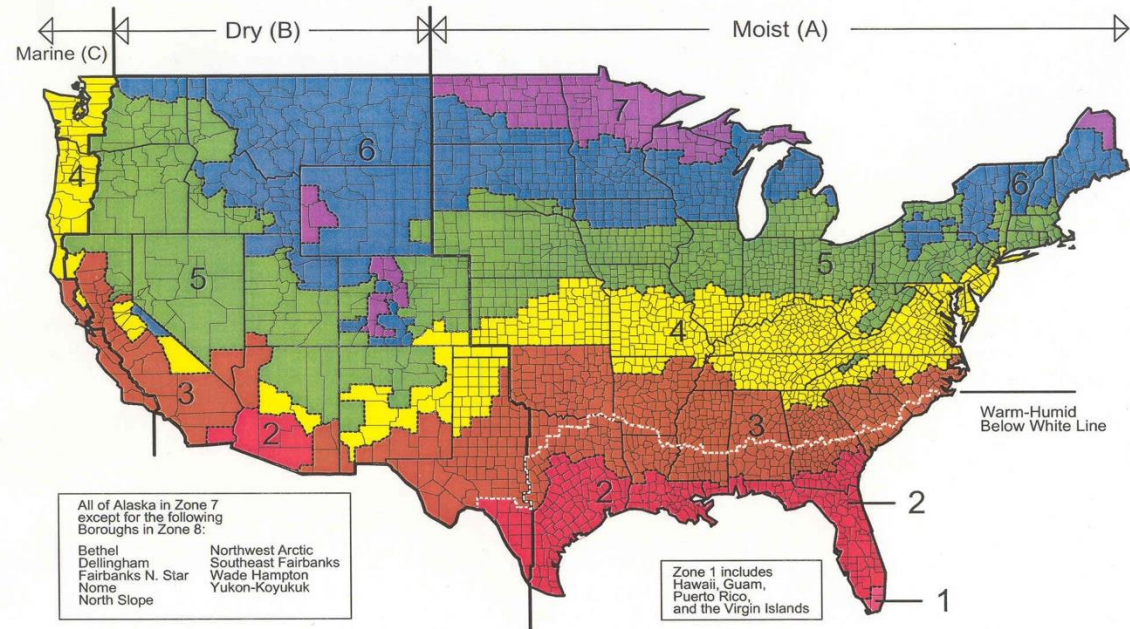 Marine (C)
Dry (B)
Moist (A)
7
6
4
6
5
5
4
3
3
Warm-Humid
Below White Line
2
2
2
1
All of Alaska in Zone 7
except for the following
Boroughs in Zone 8:
Bethel
Dellingham
Fairbanks N. Star
Nome
North Slope
Northwest Arctic
Southeast Fairbanks
Wade Hampton
Yukon-Koyukuk
Zone 1 includes
Hawaii, Guam,
Puerto Rico,
and the Virgin Islands